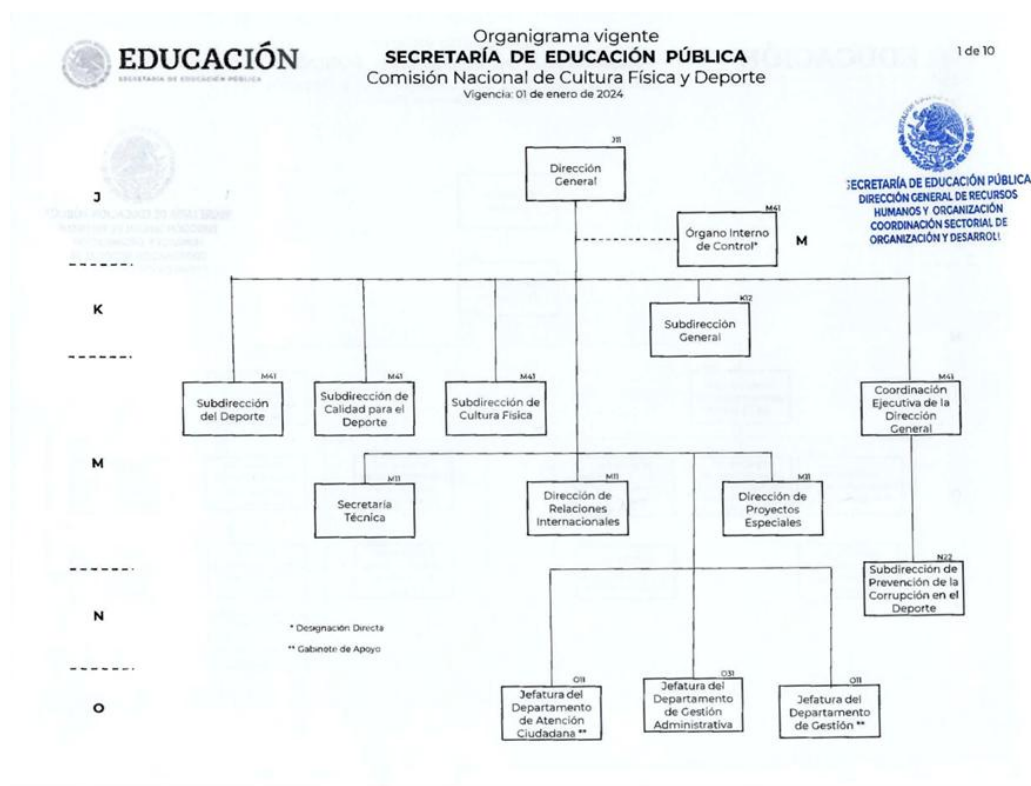 EDUCACIÓN
SECRETARÍA DE EDUCACIÓN PÚBLICA
Organigrama vigente
SECRETARÍA DE EDUCACIÓN PÚBLICA
Comisión Nacional de Cultura Física y Deporte
Vigencia: 01 de enero de 2024
1 de 10
SECRETARÍA DE EDUCACIÓN PÚBLICA
DIRECCIÓN GENERAL DE RECURSOS
HUMANOS Y ORGANIZACIÓN
COORDINACIÓN SECTORIAL DE
ORGANIZACIÓN Y DESARROLL
J
J11
Dirección
General
M41
Órgano Interno
de Control*
M
K
K12
Subdirección
General
M41
Subdirección
del Deporte
M41
Subdirección de
Calidad para el
Deporte
M41
Subdirección de
Cultura Física
M41
Coordinación
Ejecutiva de la
Dirección
General
M
M11
Secretaría
Técnica
M11
Dirección de
Relaciones
Internacionales
M11
Dirección de
Proyectos
Especiales
N22
Subdirección de
Prevención de la
Corrupción en el
Deporte
N
* Designación Directa
** Gabinete de Apoyo
O
O11
Jefatura del
Departamento
de Atención
Ciudadana **
O31
Jefatura del
Departamento
de Gestión
Administrativa
O11
Jefatura del
Departamento
de Gestión **